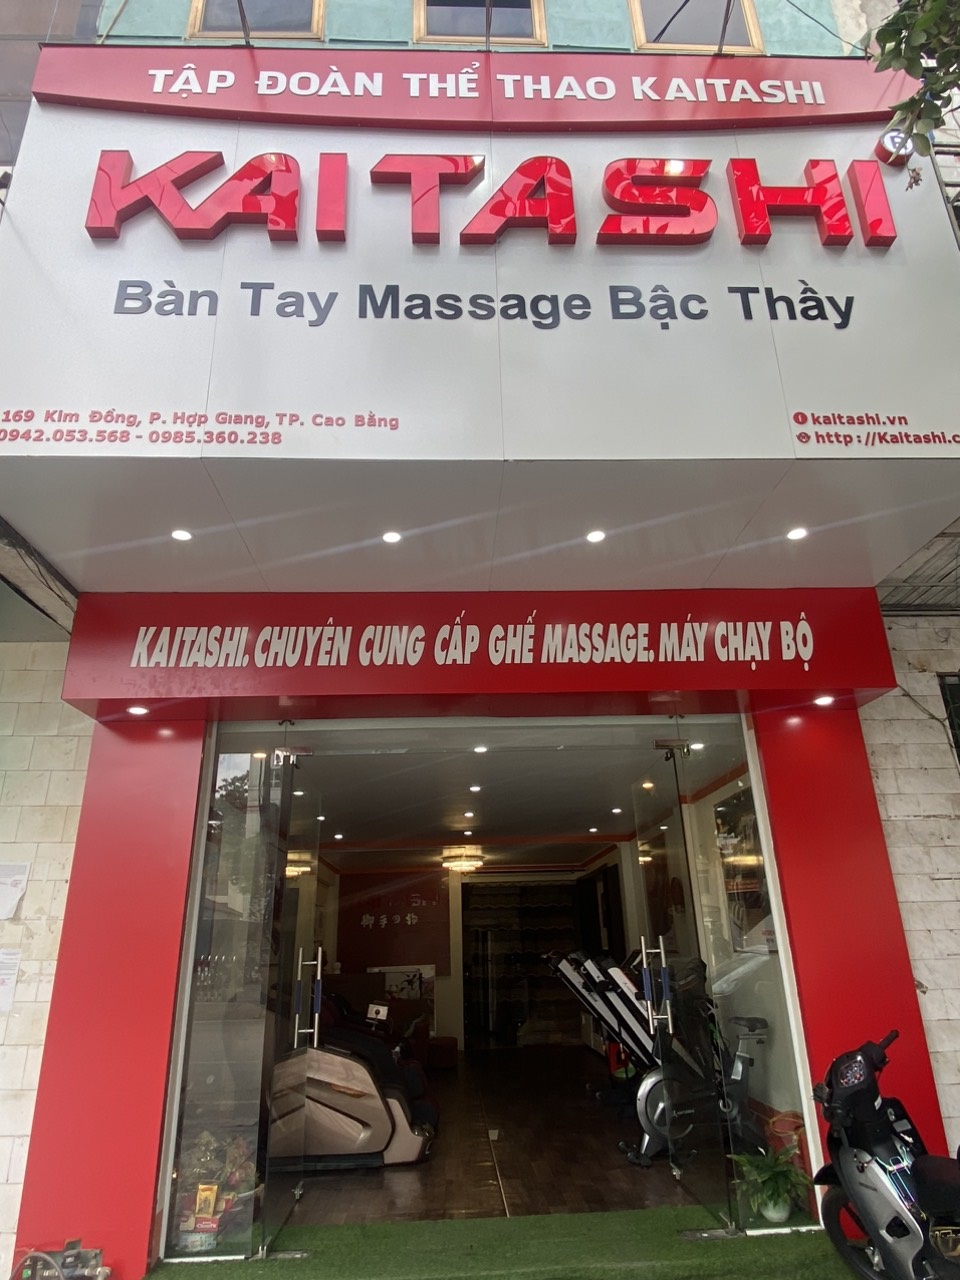 TẬP ĐOÀN THỂ THAO KAITASHI
KAITASHI
Bàn Tay Massage Bậc Thầy
169 Kim Đồng, P. Hợp Giang, TP. Cao Bằng
0942.053.568 - 0985.360.238
kaitashi.vn
http://Kaitashi.c
KAITASHI. CHUYÊN CUNG CẤP GHẾ MASSAGE. MÁY CHẠY BỘ